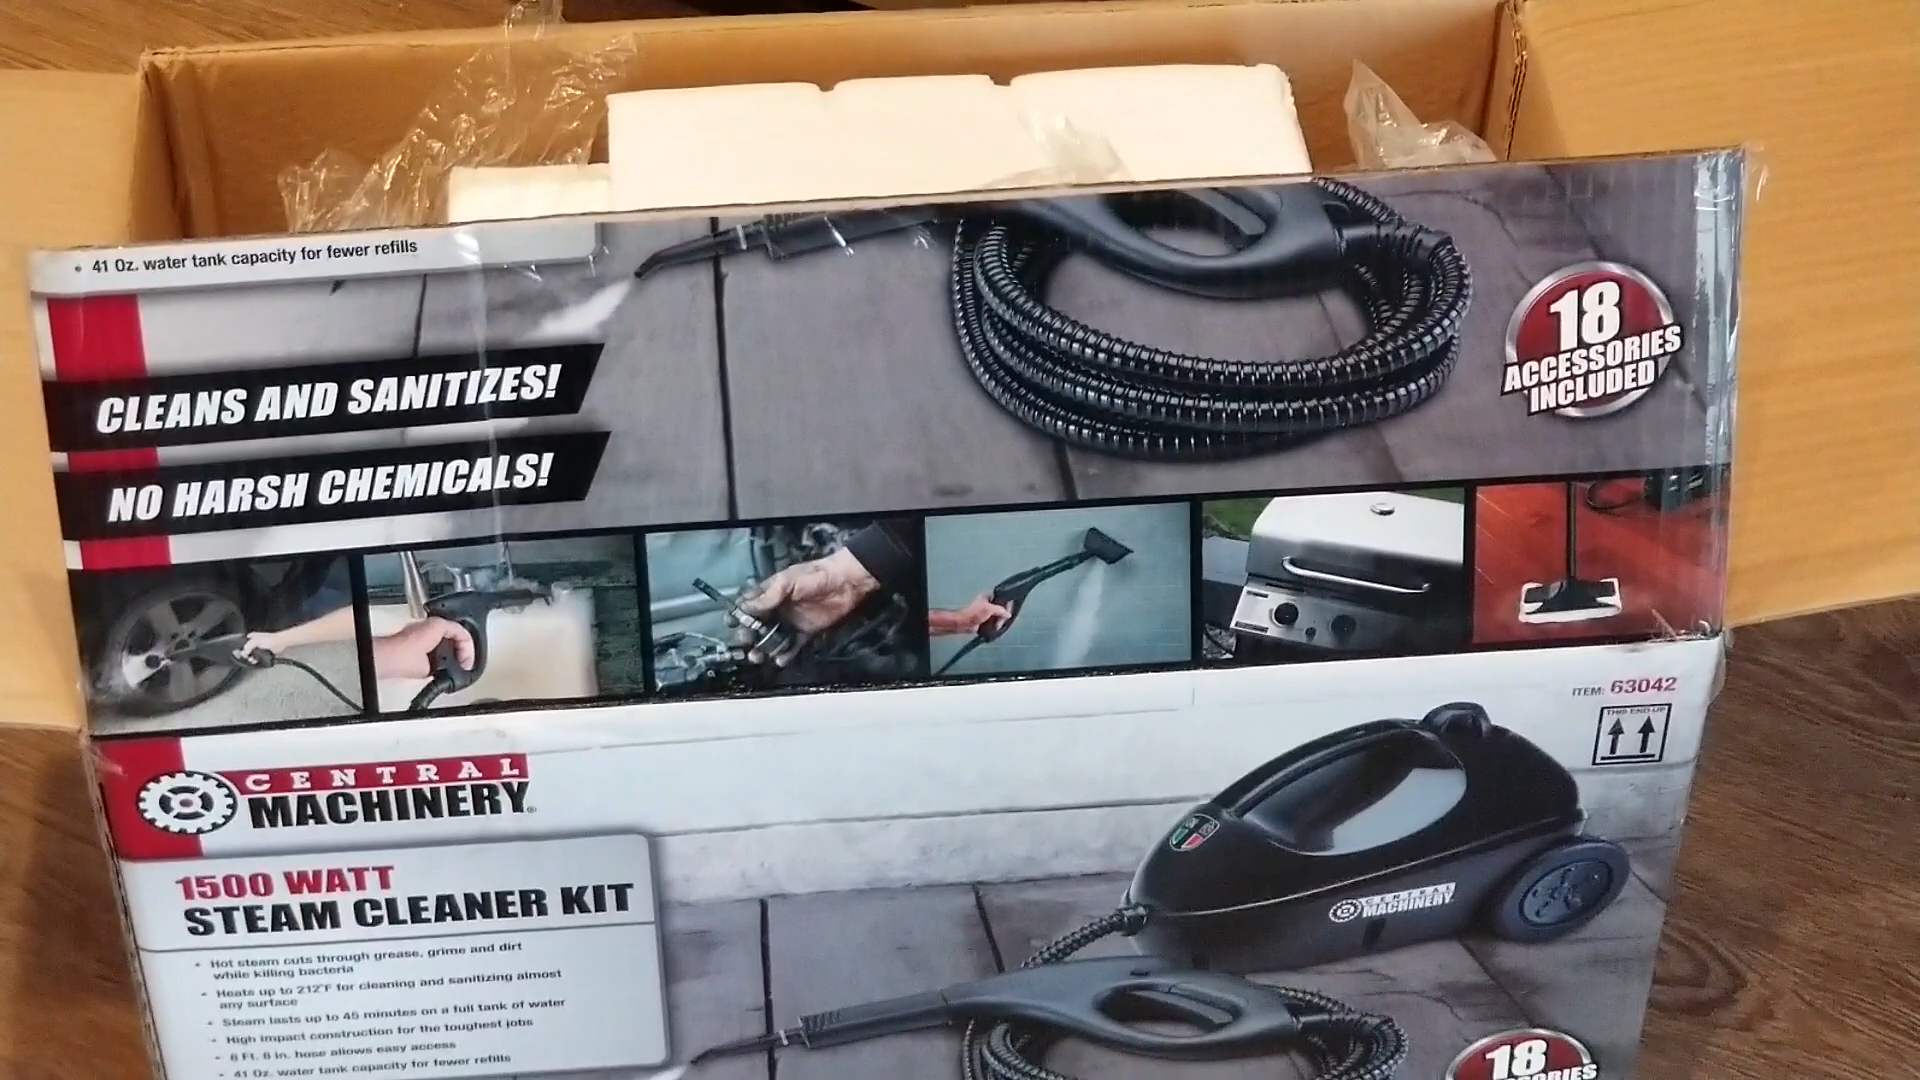 • 41 Oz. water tank capacity for fewer refills
CLEANS AND SANITIZES!
NO HARSH CHEMICALS!
18
ACCESSORIES
INCLUDED
ITEM: 63042
THIS END UP
CENTRAL
MACHINERY®
1500 WATT
STEAM CLEANER KIT
• Hot steam cuts through grease, grime and dirt
while killing bacteria
• Heats up to 212°F for cleaning and sanitizing almost
any surface
• Steam lasts up to 45 minutes on a full tank of water
• High impact construction for the toughest jobs
• 6 Ft. 6 in. hose allows easy access
• 41 Oz. water tank capacity for fewer refills
CENTRAL
MACHINERY
18